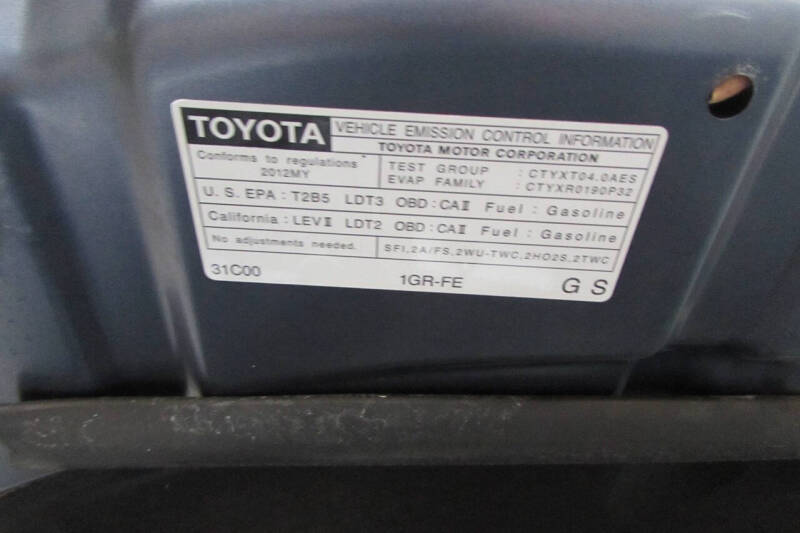 TOYOTA VEHICLE EMISSION CONTROL INFORMATION
TOYOTA MOTOR CORPORATION
Conforms to regulations
2012MY
TEST GROUP : CTYXT04.0AES
EVAP FAMILY : CTYXR0190P32
U. S. EPA : T2B5 LDT3 OBD : CAⅡ Fuel : Gasoline
California : LEVⅡ LDT2 OBD : CAⅡ Fuel : Gasoline
No adjustments needed.
SFI, 2A/FS, 2WU-TWC, 2HO2S, 2TWC
31C00 1GR-FE G S